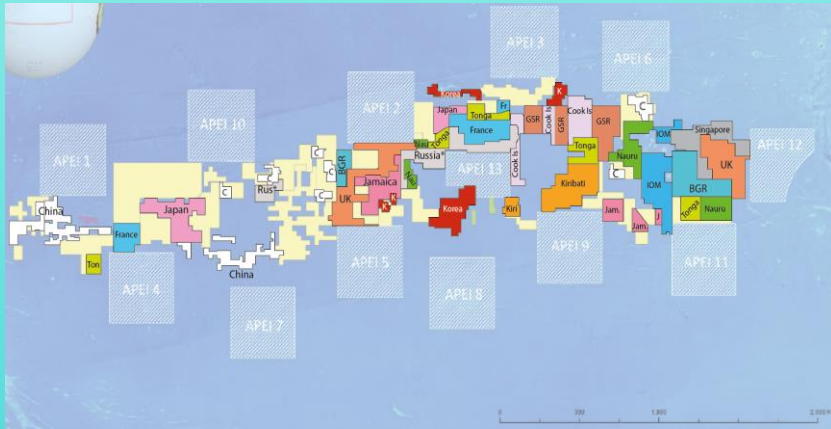 APEI 3
APEI 6
APEI 2
APEI 10
APEI 1
APEI 13
APEI 12
Korea
K
Japan
Tonga
Fr
France
Tonga
Nau
Russia*
GSR
Cook Is
GSR
Cook Is
GSR
Cook Is
Tonga
C
IOM
Singapore
Nauru
UK
C
IOM
BGR
Kiribati
BGR
C
C
C
Rus*
Jamaica
Nau
K
K
UK
Korea
Kiri
Jam.
Jam.
J
Tonga
Nauru
China
Japan
France
Ton
China
APEI 4
APEI 7
APEI 5
APEI 8
APEI 9
APEI 11
0
1,000